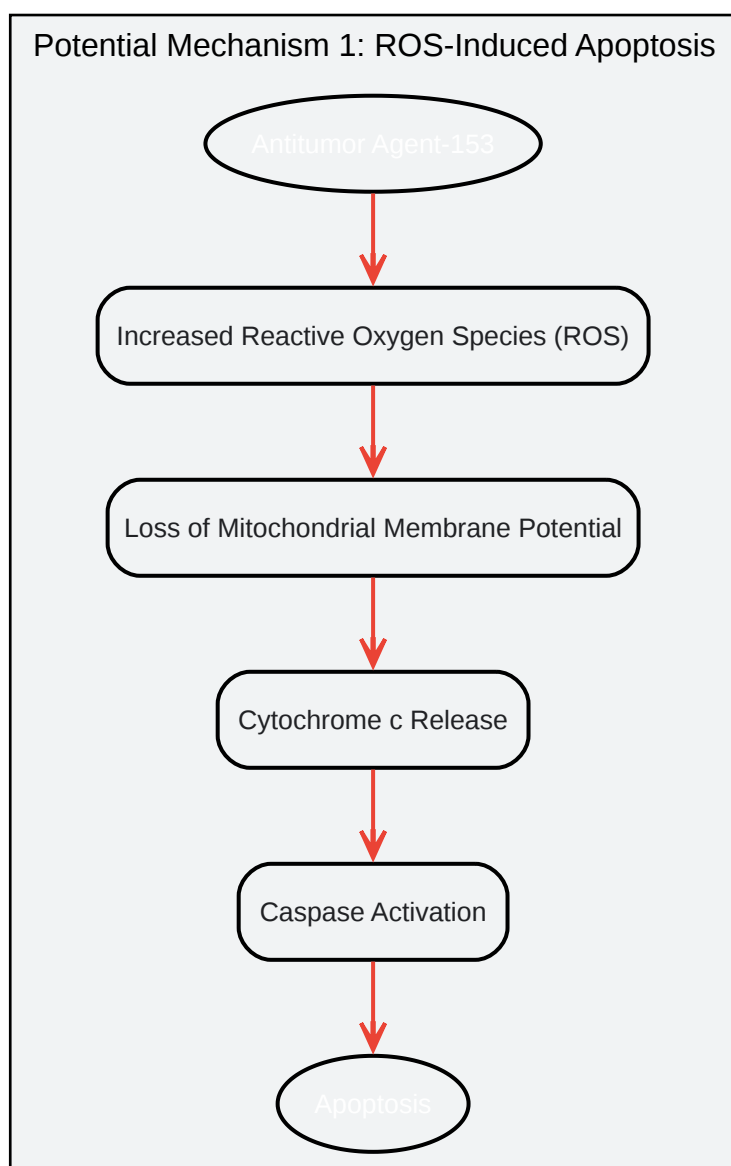 Potential Mechanism 1: ROS-Induced Apoptosis
Antitumor Agent-153
Increased Reactive Oxygen Species (ROS)
Loss of Mitochondrial Membrane Potential
Cytochrome c Release
Caspase Activation
Apoptosis